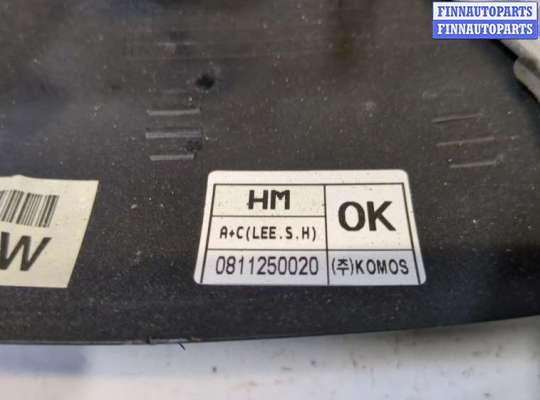 FINNAUTOPARTS
FINNAUTOPARTS
HM
OK
A+C(LEE.S.H)
0811250020
(주)KOMOS
W